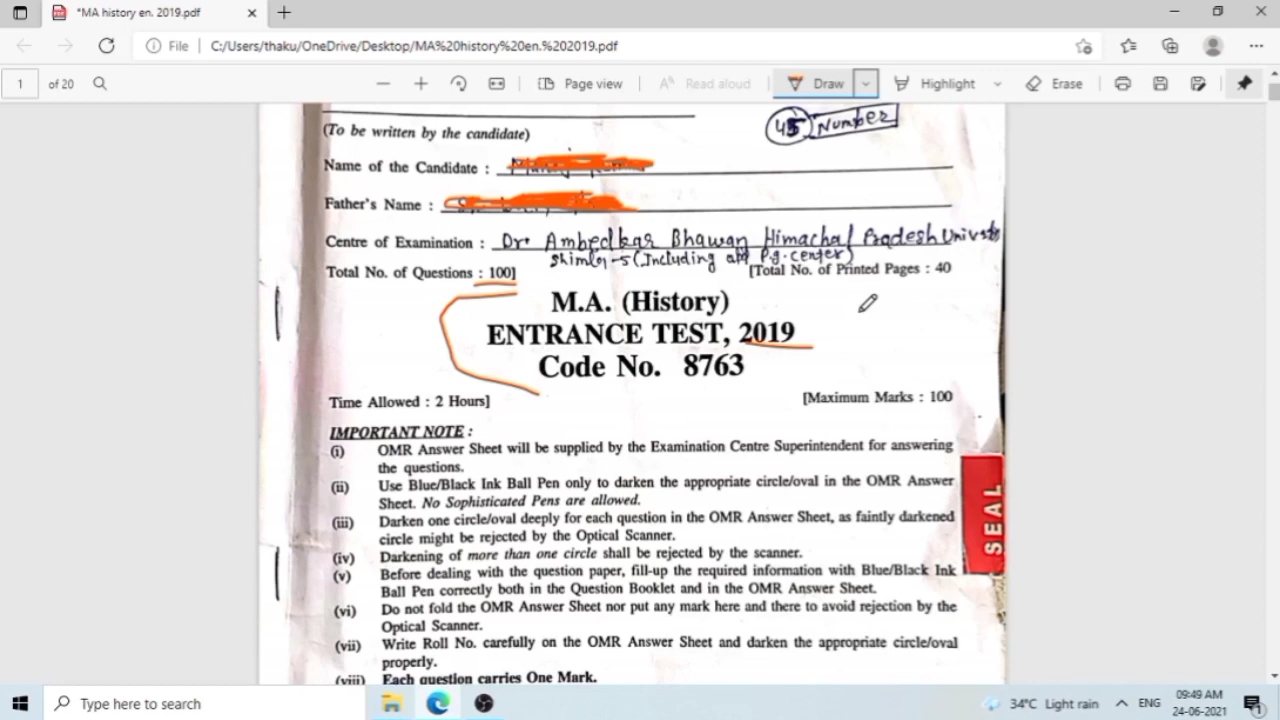 *MA history en. 2019.pdf
File C:/Users/thaku/OneDrive/Desktop/MA%20history%20en.%202019.pdf
1 of 20 Page view Read aloud Draw Highlight Erase
(To be written by the candidate)
45 Number
Name of the Candidate :
Father's Name :
Centre of Examination : Dr. Ambedkar Bhawan Himachal Pradesh
Shimla-5 (Including all P.g. center)
Total No. of Questions : 100]
[Total No. of Printed Pages : 40
M.A. (History)
ENTRANCE TEST, 2019
Code No. 8763
Time Allowed : 2 Hours]
[Maximum Marks : 100
IMPORTANT NOTE :
(i) OMR Answer Sheet will be supplied by the Examination Centre Superintendent for answering
the questions.
(ii) Use Blue/Black Ink Ball Pen only to darken the appropriate circle/oval in the OMR Answer
Sheet. No Sophisticated Pens are allowed.
(iii) Darken one circle/oval deeply for each question in the OMR Answer Sheet, as faintly darkened
circle might be rejected by the Optical Scanner.
(iv) Darkening of more than one circle shall be rejected by the scanner.
(v) Before dealing with the question paper, fill-up the required information with Blue/Black Ink
Ball Pen correctly both in the Question Booklet and in the OMR Answer Sheet.
(vi) Do not fold the OMR Answer Sheet nor put any mark here and there to avoid rejection by the
Optical Scanner.
(vii) Write Roll No. carefully on the OMR Answer Sheet and darken the appropriate circle/oval
properly.
(viii) Each question carries One Mark.
SEAL
Type here to search
34°C Light rain ENG
09:49 AM
24-06-2021
1